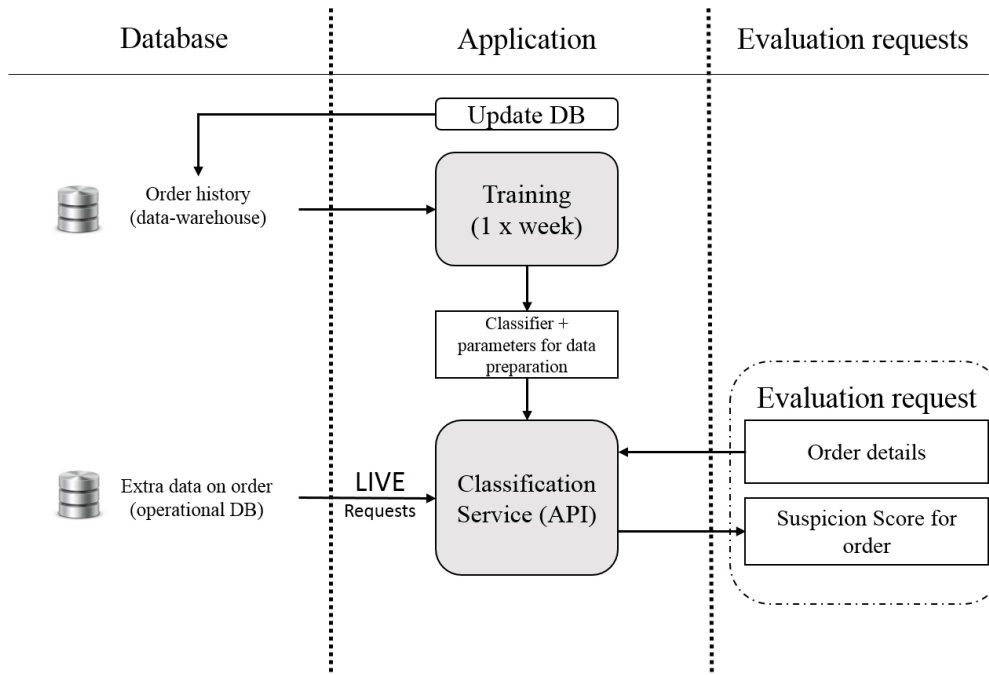 Database
Application
Evaluation requests
Update DB
Order history
(data-warehouse)
Training
(1 x week)
Classifier +
parameters for data
preparation
Evaluation request
Order details
Extra data on order
(operational DB)
LIVE
Requests
Classification
Service (API)
Suspicion Score for
order